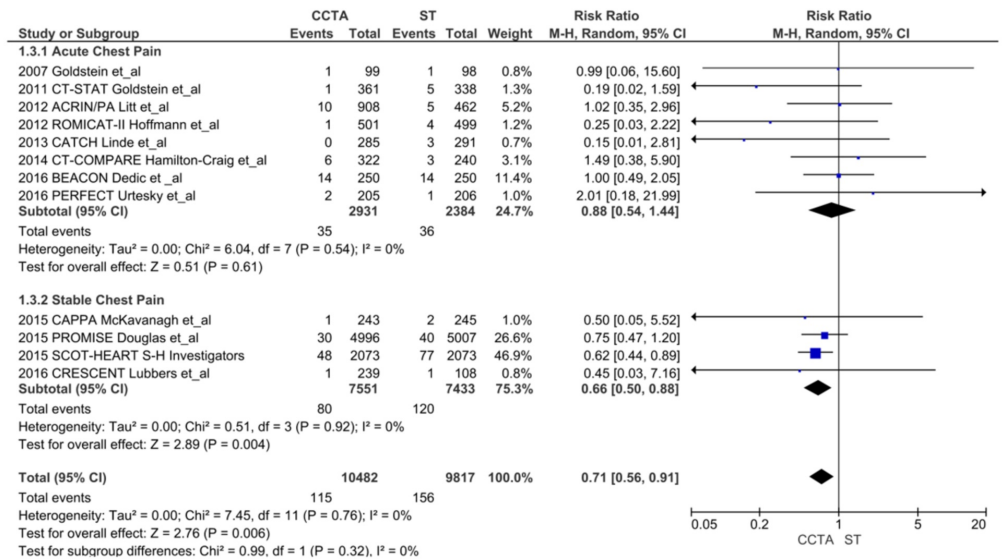 CCTA ST Risk Ratio Risk Ratio
Study or Subgroup Events Total Events Total Weight M-H, Random, 95% CI M-H, Random, 95% CI
1.3.1 Acute Chest Pain
2007 Goldstein et_al 1 99 1 98 0.8% 0.99 [0.06, 15.60]
2011 CT-STAT Goldstein et_al 1 361 5 338 1.3% 0.19 [0.02, 1.59]
2012 ACRIN/PA Litt et_al 10 908 5 462 5.2% 1.02 [0.35, 2.96]
2012 ROMICAT-II Hoffmann et_al 1 501 4 499 1.2% 0.25 [0.03, 2.22]
2013 CATCH Linde et_al 0 285 3 291 0.7% 0.15 [0.01, 2.81]
2014 CT-COMPARE Hamilton-Craig et_al 6 322 3 240 3.1% 1.49 [0.38, 5.90]
2016 BEACON Dedic et _al 14 250 14 250 11.4% 1.00 [0.49, 2.05]
2016 PERFECT Urtesky et_al 2 205 1 206 1.0% 2.01 [0.18, 21.99]
Subtotal (95% CI) 2931 2384 24.7% 0.88 [0.54, 1.44]
Total events 35 36
Heterogeneity: Tau² = 0.00; Chi² = 6.04, df = 7 (P = 0.54); I² = 0%
Test for overall effect: Z = 0.51 (P = 0.61)
1.3.2 Stable Chest Pain
2015 CAPPA McKavanagh et_al 1 243 2 245 1.0% 0.50 [0.05, 5.52]
2015 PROMISE Douglas et_al 30 4996 40 5007 26.6% 0.75 [0.47, 1.20]
2015 SCOT-HEART S-H Investigators 48 2073 77 2073 46.9% 0.62 [0.44, 0.89]
2016 CRESCENT Lubbers et_al 1 239 1 108 0.8% 0.45 [0.03, 7.16]
Subtotal (95% CI) 7551 7433 75.3% 0.66 [0.50, 0.88]
Total events 80 120
Heterogeneity: Tau² = 0.00; Chi² = 0.51, df = 3 (P = 0.92); I² = 0%
Test for overall effect: Z = 2.89 (P = 0.004)
Total (95% CI) 10482 9817 100.0% 0.71 [0.56, 0.91]
Total events 115 156
Heterogeneity: Tau² = 0.00; Chi² = 7.45, df = 11 (P = 0.76); I² = 0%
Test for overall effect: Z = 2.76 (P = 0.006)
Test for subgroup differences: Chi² = 0.99, df = 1 (P = 0.32), I² = 0%
0.05 0.2 1 5 20
CCTA ST